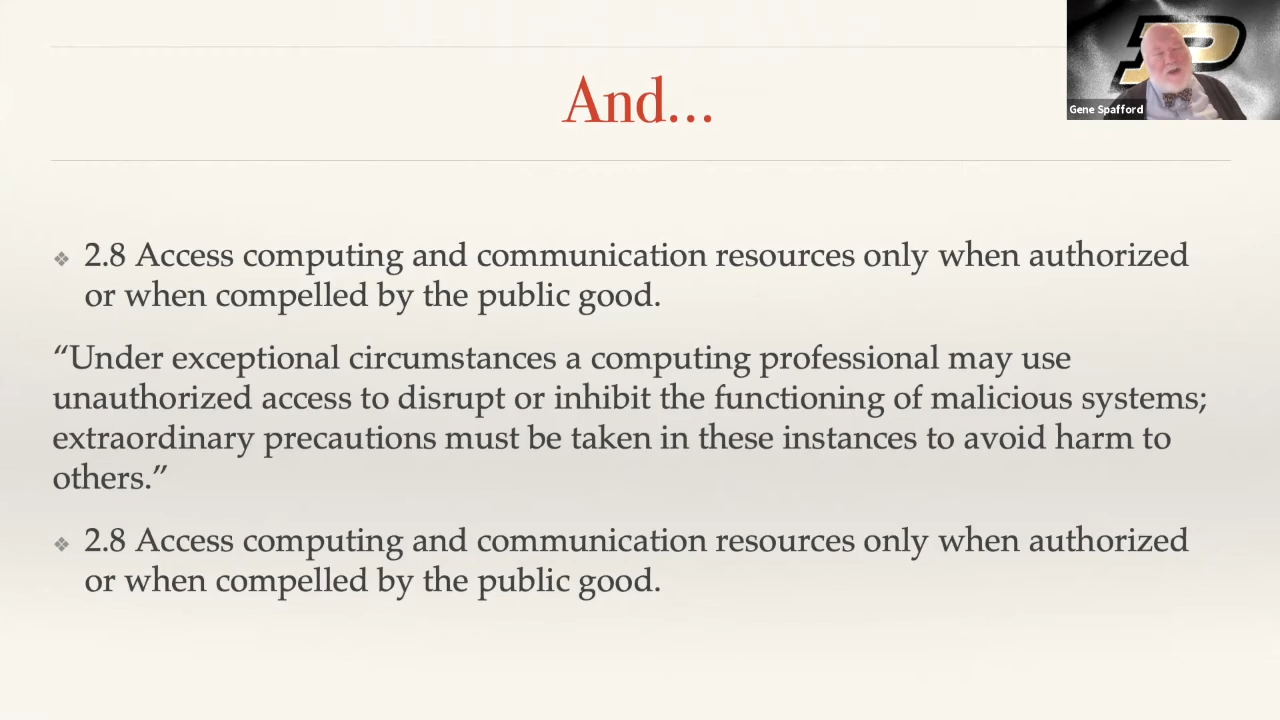 And...
Gene Spafford
❖ 2.8 Access computing and communication resources only when authorized
or when compelled by the public good.
“Under exceptional circumstances a computing professional may use
unauthorized access to disrupt or inhibit the functioning of malicious systems;
extraordinary precautions must be taken in these instances to avoid harm to
others.”
❖ 2.8 Access computing and communication resources only when authorized
or when compelled by the public good.